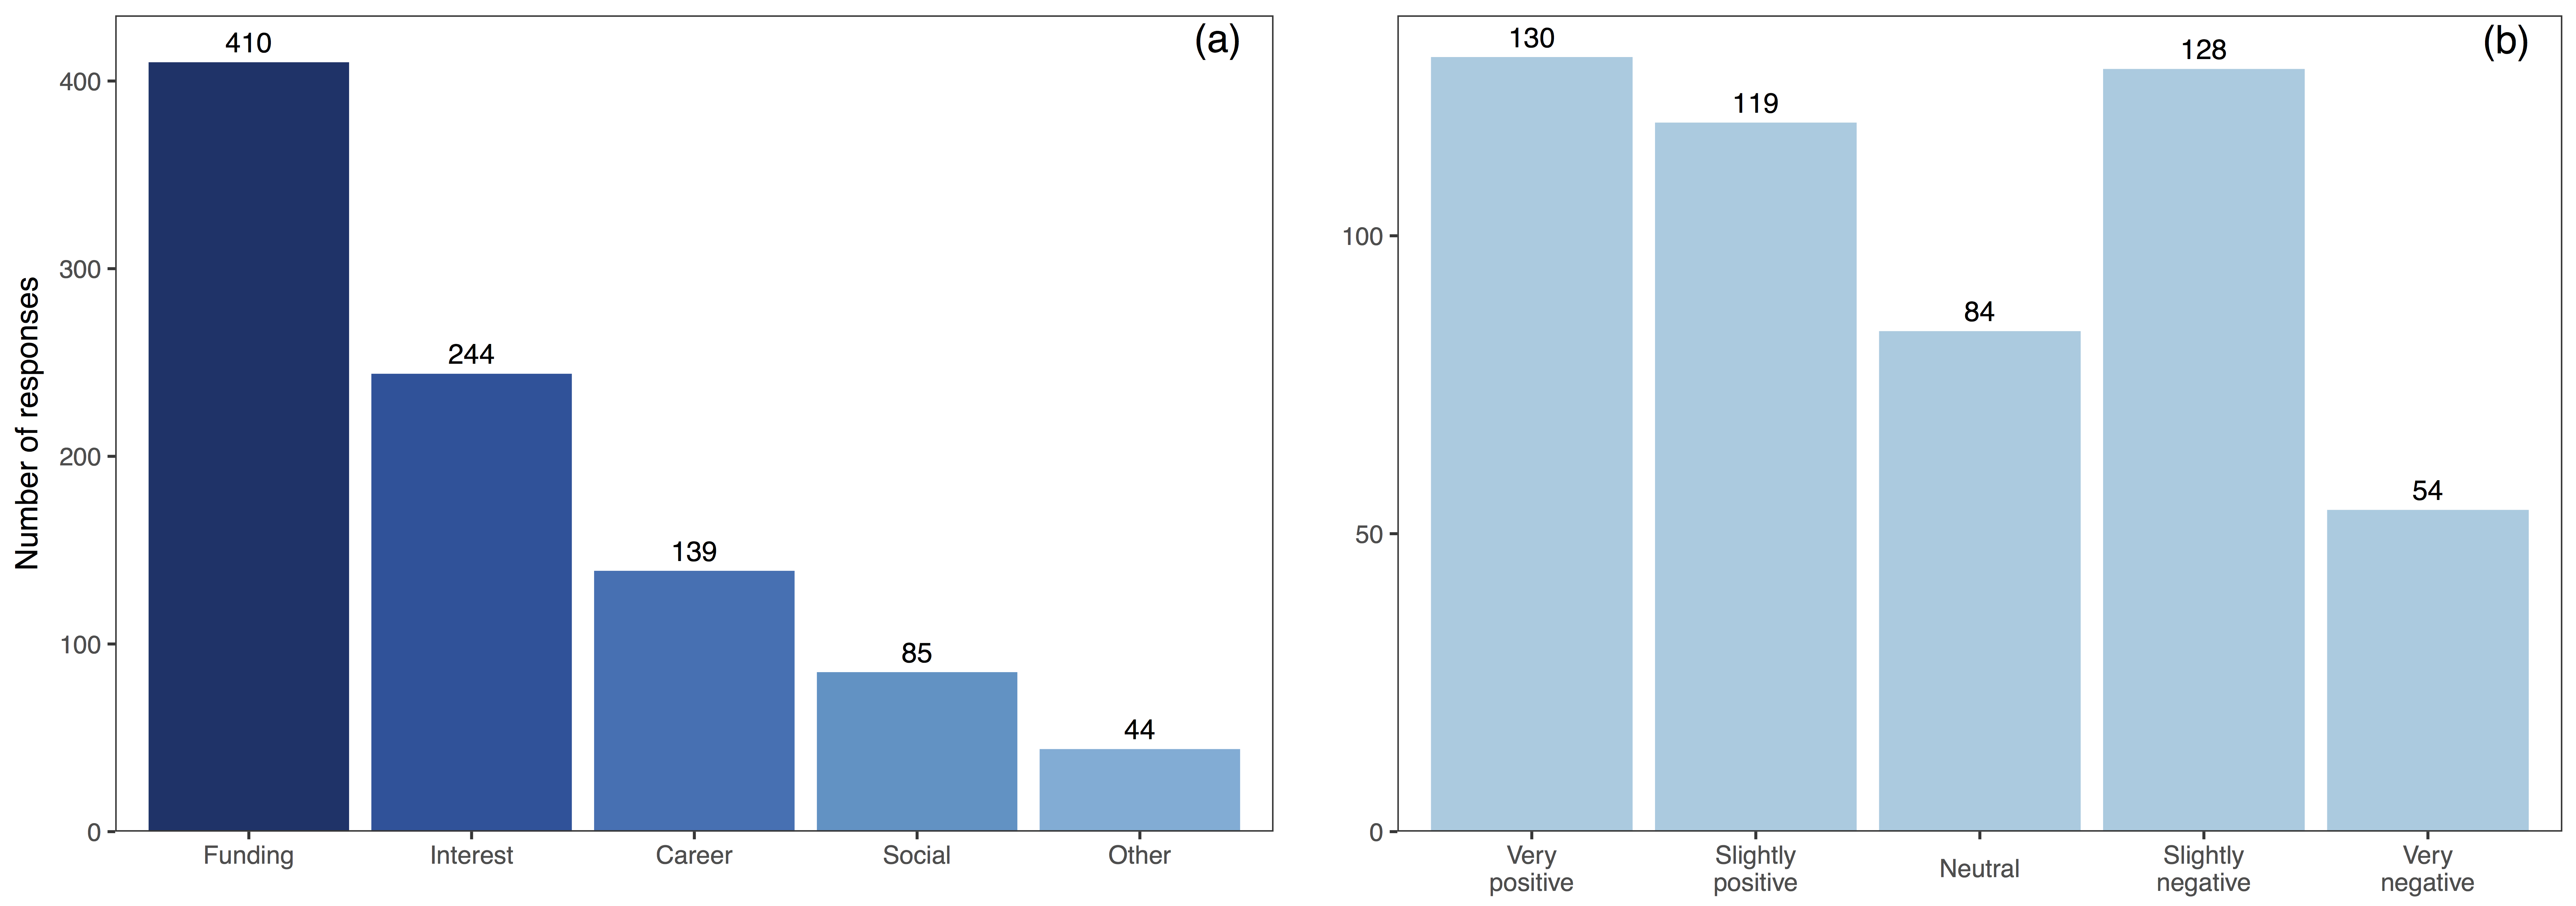 (a)
Number of responses
400
300
200
100
0
410
244
139
85
44
Funding
Interest
Career
Social
Other
(b)
100
50
0
130
119
84
128
54
Very
positive
Slightly
positive
Neutral
Slightly
negative
Very
negative